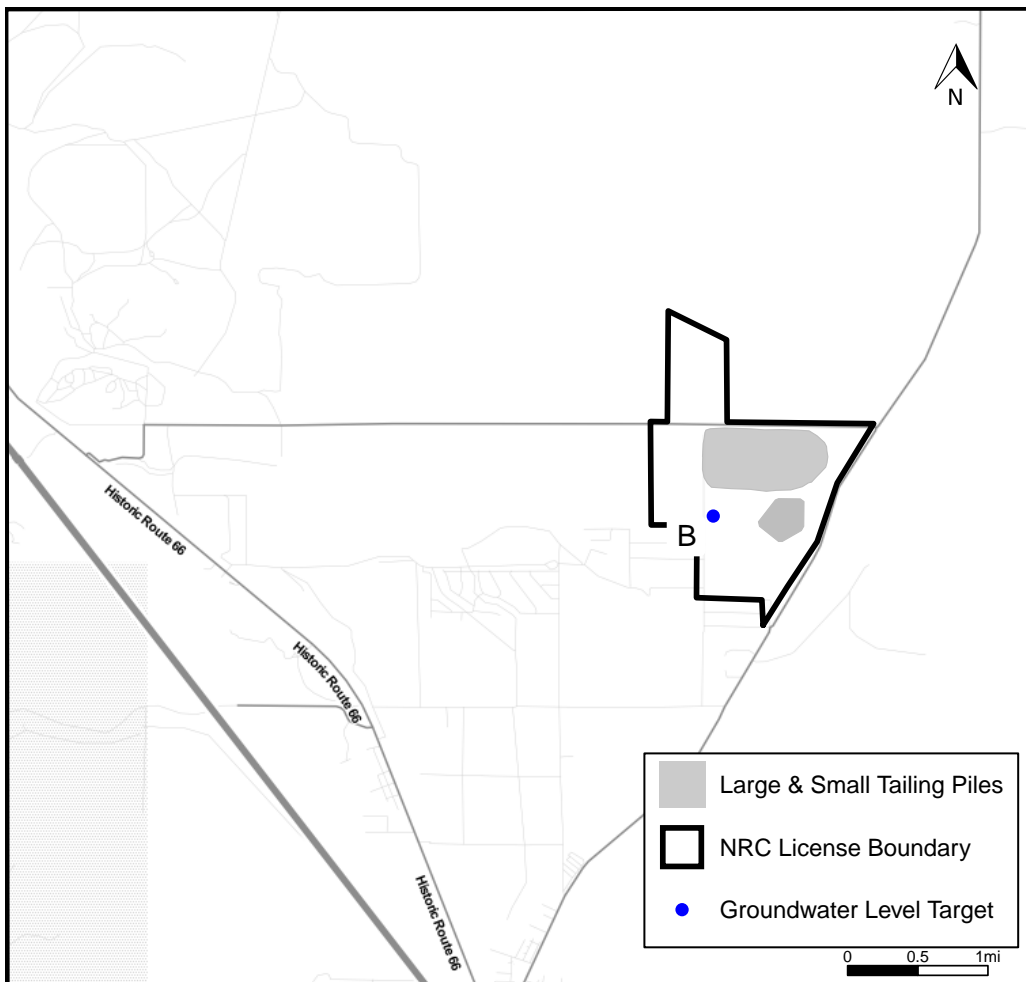 N
B
Historic Route 66
Historic Route 66
Historic Route 66
Large & Small Tailing Piles
NRC License Boundary
Groundwater Level Target
0 0.5 1mi